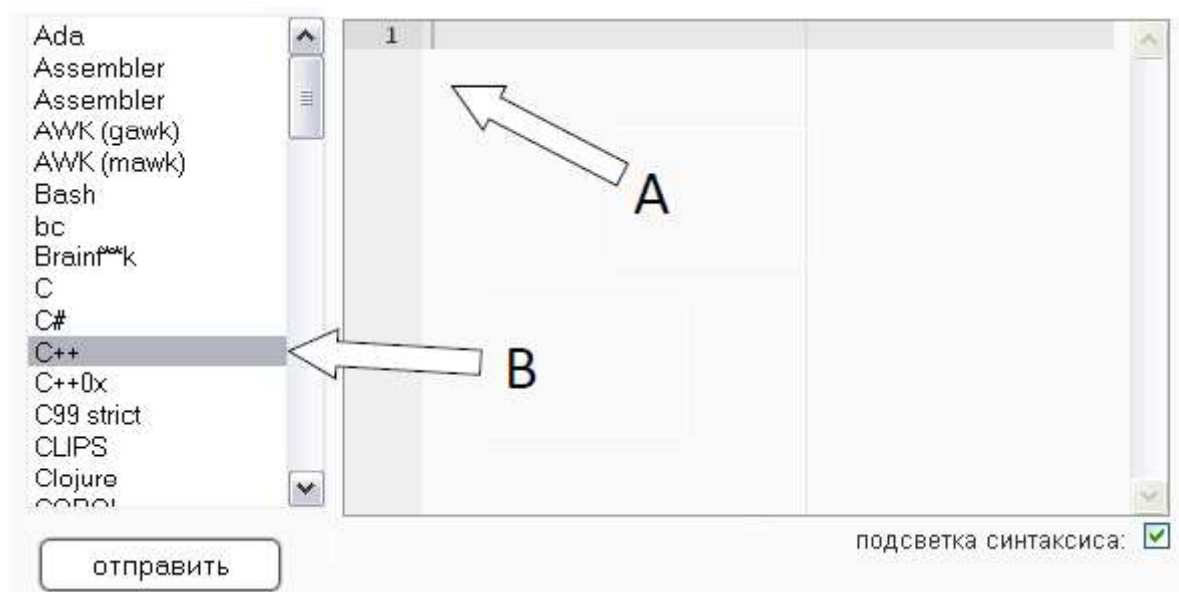 Ada
Assembler
Assembler
AWK (gawk)
AWK (mawk)
Bash
bc
Brainf**k
C
C#
C++
C++0x
C99 strict
CLIPS
Clojure
1
A
B
подсветка синтаксиса:
отправить